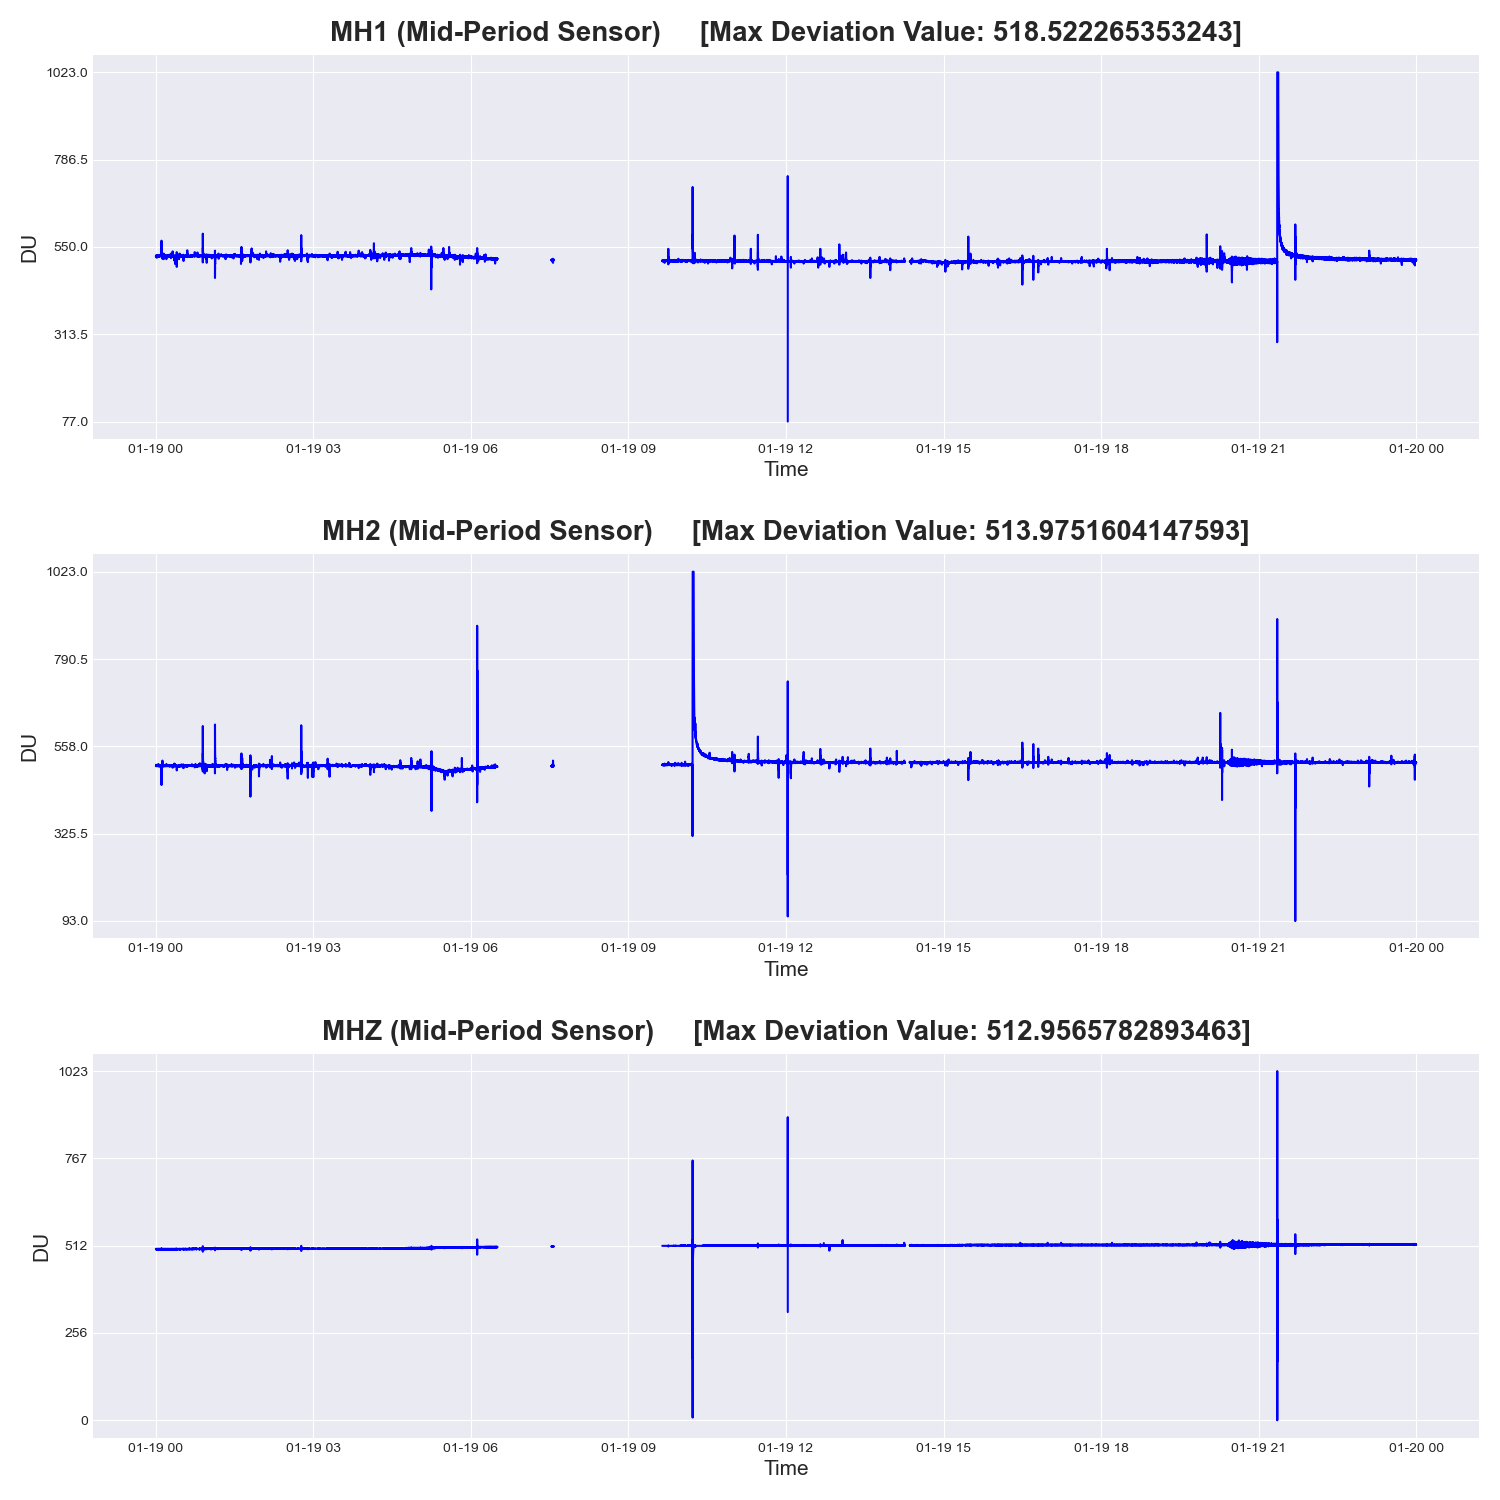 MH1 (Mid-Period Sensor) [Max Deviation Value: 518.522265353243]
1023.0
786.5
550.0
313.5
77.0
DU
01-19 00 01-19 03 01-19 06 01-19 09 01-19 12 01-19 15 01-19 18 01-19 21 01-20 00
Time
MH2 (Mid-Period Sensor) [Max Deviation Value: 513.9751604147593]
1023.0
790.5
558.0
325.5
93.0
DU
01-19 00 01-19 03 01-19 06 01-19 09 01-19 12 01-19 15 01-19 18 01-19 21 01-20 00
Time
MHZ (Mid-Period Sensor) [Max Deviation Value: 512.9565782893463]
1023
767
512
256
0
DU
01-19 00 01-19 03 01-19 06 01-19 09 01-19 12 01-19 15 01-19 18 01-19 21 01-20 00
Time